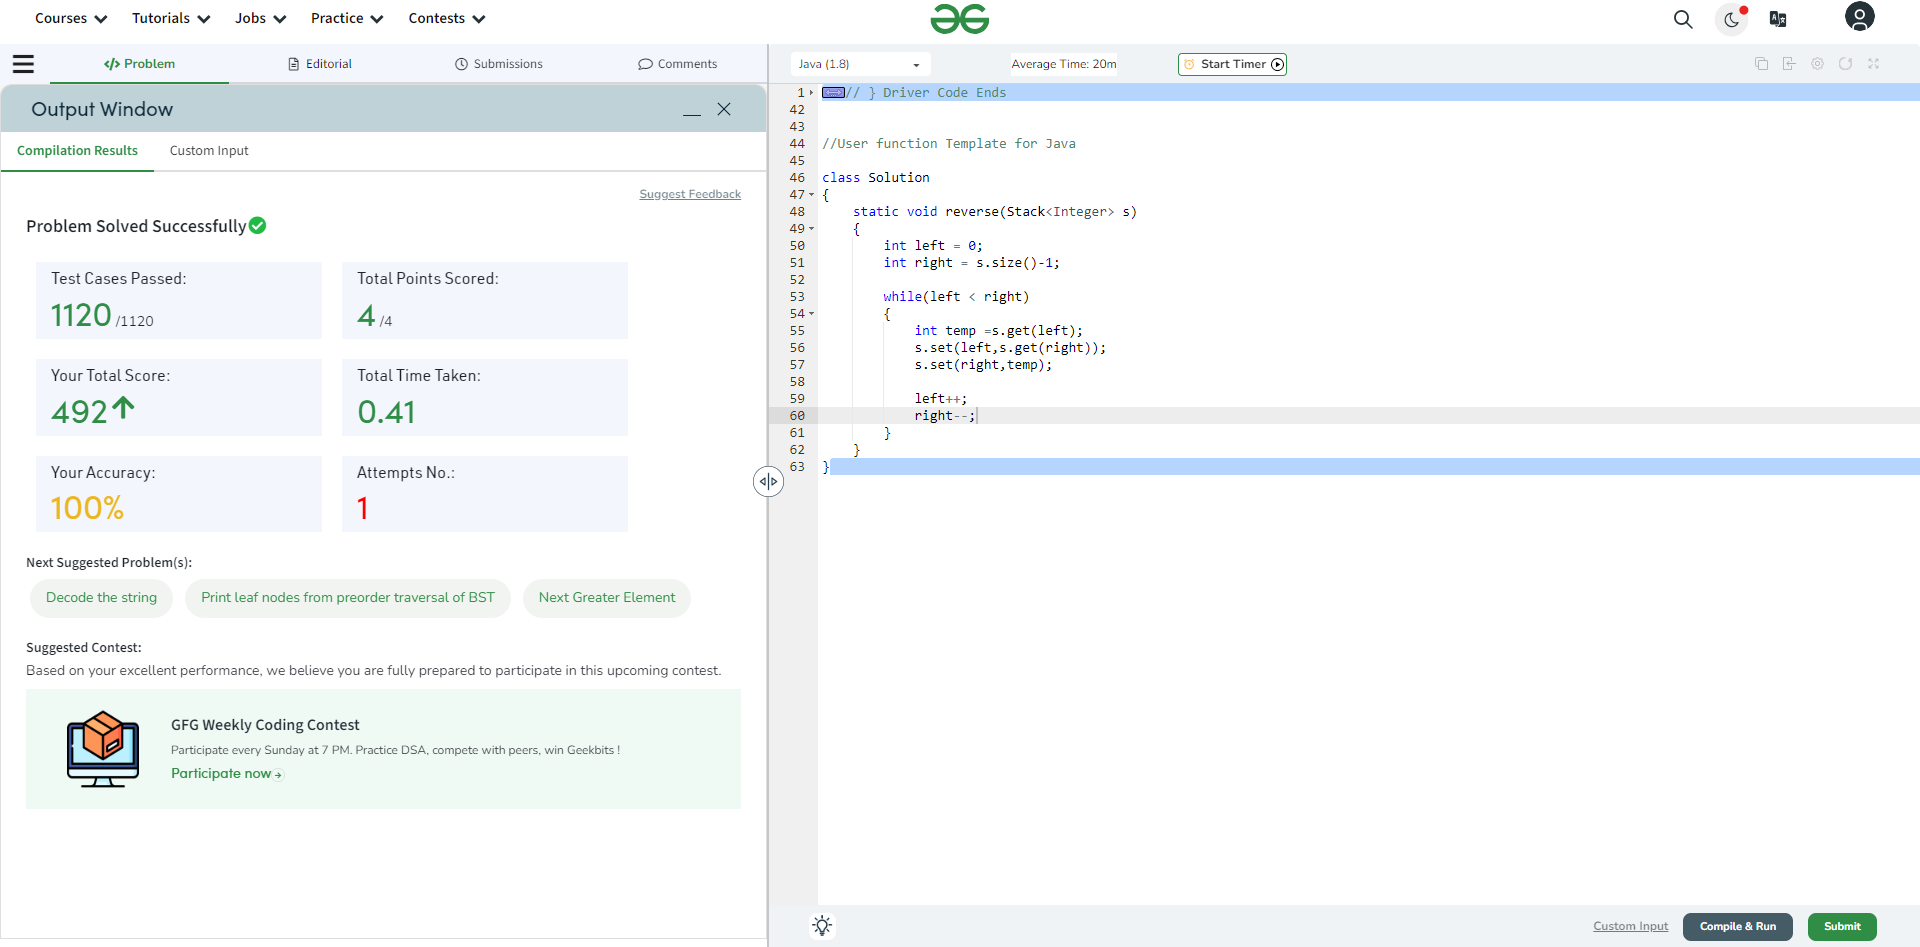 Courses Tutorials Jobs Practice Contests
</> Problem Editorial Submissions Comments
Output Window
Compilation Results Custom Input
Suggest Feedback
Problem Solved Successfully
Test Cases Passed:
1120 /1120
Total Points Scored:
4 /4
Your Total Score:
492
Total Time Taken:
0.41
Your Accuracy:
100%
Attempts No.:
1
Next Suggested Problem(s):
Decode the string Print leaf nodes from preorder traversal of BST Next Greater Element
Suggested Contest:
Based on your excellent performance, we believe you are fully prepared to participate in this upcoming contest.
GFG Weekly Coding Contest
Participate every Sunday at 7 PM. Practice DSA, compete with peers, win Geekbits !
Participate now
Java (1.8) Average Time: 20m Start Timer
1 // } Driver Code Ends
42
43
44 //User function Template for Java
45
46 class Solution
47 {
48 static void reverse(Stack<Integer> s)
49 {
50 int left = 0;
51 int right = s.size()-1;
52
53 while(left < right)
54 {
55 int temp =s.get(left);
56 s.set(left,s.get(right));
57 s.set(right,temp);
58
59 left++;
60 right--;
61 }
62 }
63 }
Custom Input Compile & Run Submit